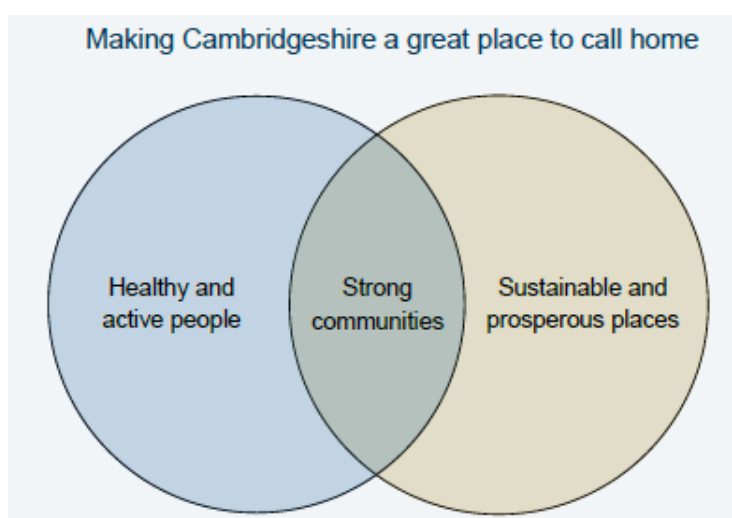 Making Cambridgeshire a great place to call home
Healthy and
active people
Strong
communities
Sustainable and
prosperous places